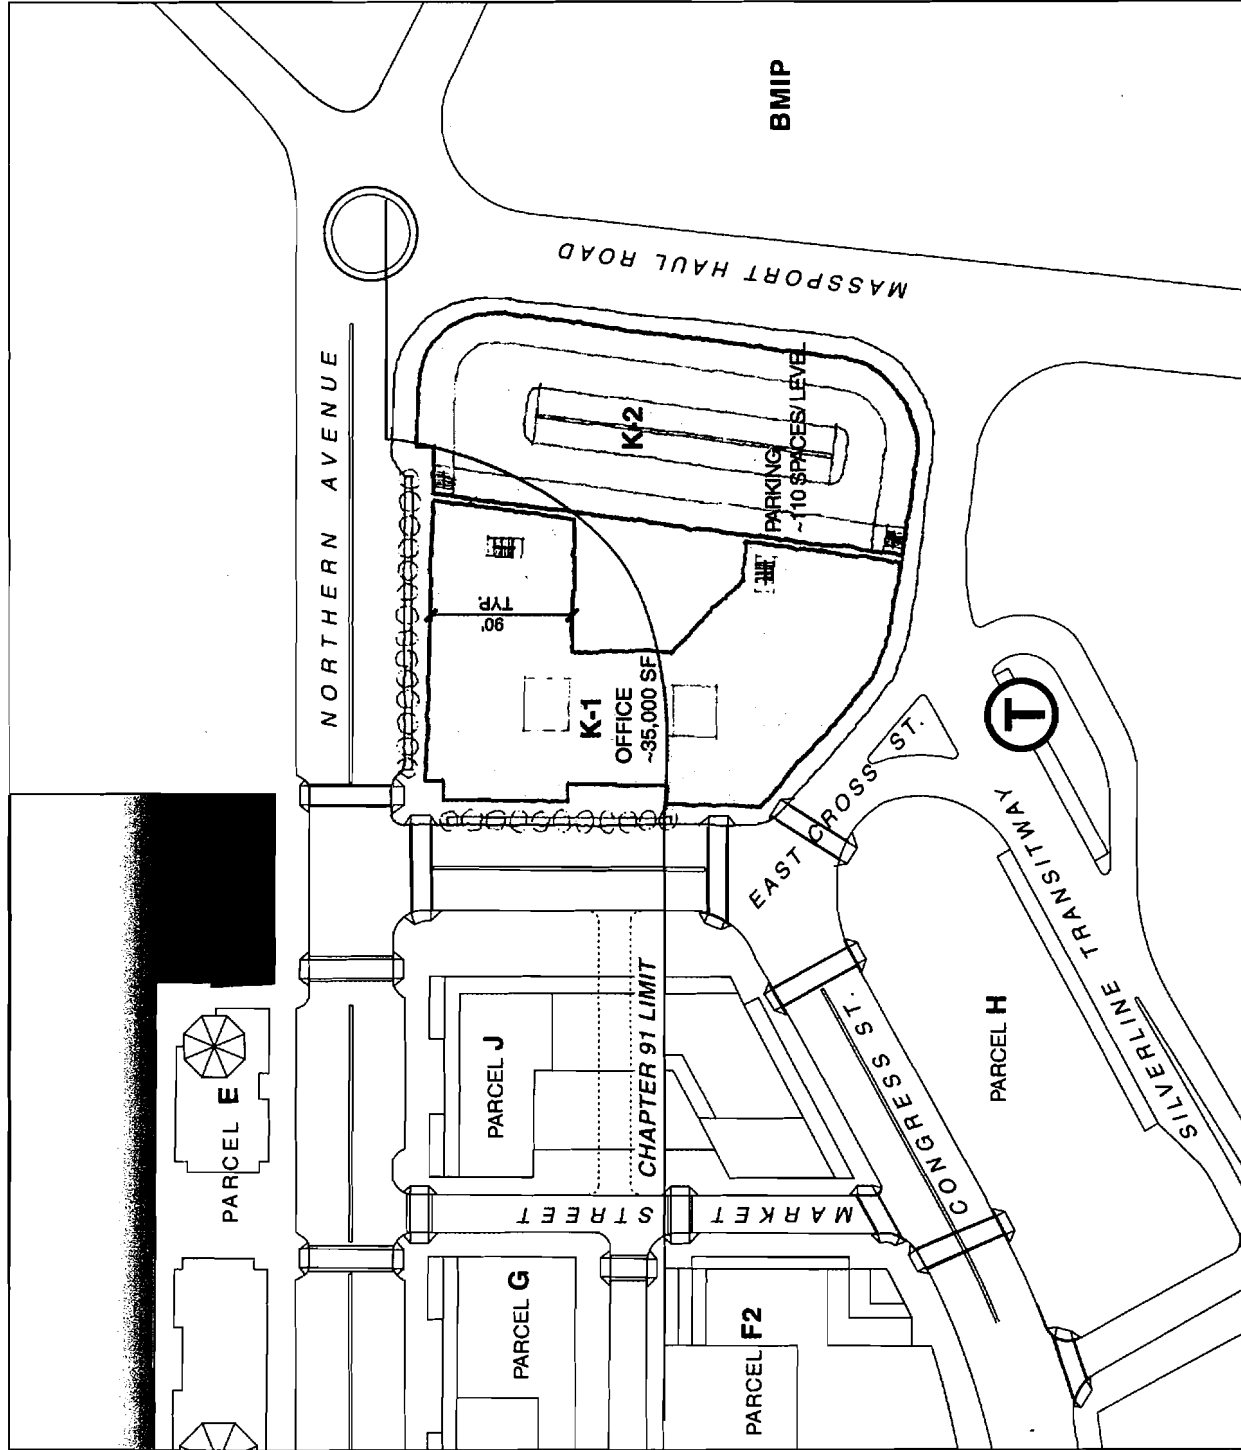 BMIP
MASSPORT HAUL ROAD
NORTHERN AVENUE
K-2
PARKING
~110 SPACES/LEVEL
90'
TYP.
K-1
OFFICE
~35,000 SF
EAST CROSS ST.
T
SILVERLINE TRANSITWAY
PARCEL E
PARCEL J
CHAPTER 91 LIMIT
CONGRESS ST.
PARCEL H
MARKET STREET
PARCEL G
PARCEL F2